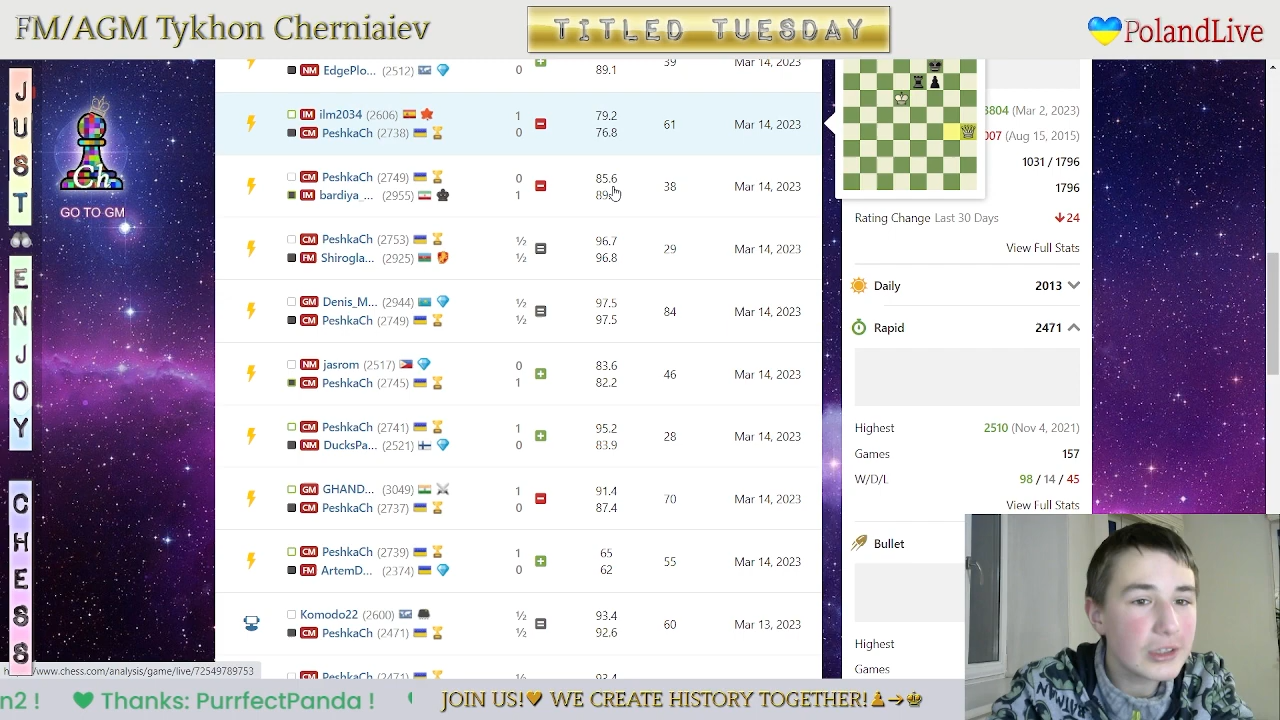 FM/AGM Tykhon Cherniaiev
TITLED TUESDAY
PolandLive
JUST
ENJOY
CHESS
Ch
GO TO GM
NM EdgePlo... (2512) 0 89.1 39
IM ilm2034 (2606) 1 79.2
CM PeshkaCh (2738) 0 76.8
61 Mar 14, 2023
CM PeshkaCh (2749) 0 85.6
IM bardiya_... (2955) 1
38 Mar 14, 2023
CM PeshkaCh (2753) ½ 96.7
FM Shirogla... (2925) ½ 96.8
29 Mar 14, 2023
GM Denis_M... (2944) ½ 97.5
CM PeshkaCh (2749) ½ 97.5
84 Mar 14, 2023
NM jasrom (2517) 0 83.6
CM PeshkaCh (2745) 1 82.2
46 Mar 14, 2023
CM PeshkaCh (2741) 1 95.2
NM DucksPa... (2521) 0 83.9
28 Mar 14, 2023
GM GHAND... (3049) 1 91.4
CM PeshkaCh (2737) 0 87.4
70 Mar 14, 2023
CM PeshkaCh (2739) 1 65
FM ArtemD... (2374) 0 62
55 Mar 14, 2023
Komodo22 (2600) ½ 93.4
CM PeshkaCh (2471) ½ 92.6
60 Mar 13, 2023
CM PeshkaCh
(Mar 2, 2023)
(Aug 15, 2015)
1031 / 1796
1796
Rating Change Last 30 Days 24
View Full Stats
Daily 2013
Rapid 2471
Highest 2510 (Nov 4, 2021)
Games 157
W/D/L 98 / 14 / 45
View Full Stats
Bullet
Highest
Games
www.chess.com/analysis/game/live/72549789753
n2 ! Thanks: PurrfectPanda !
JOIN US! WE CREATE HISTORY TOGETHER!